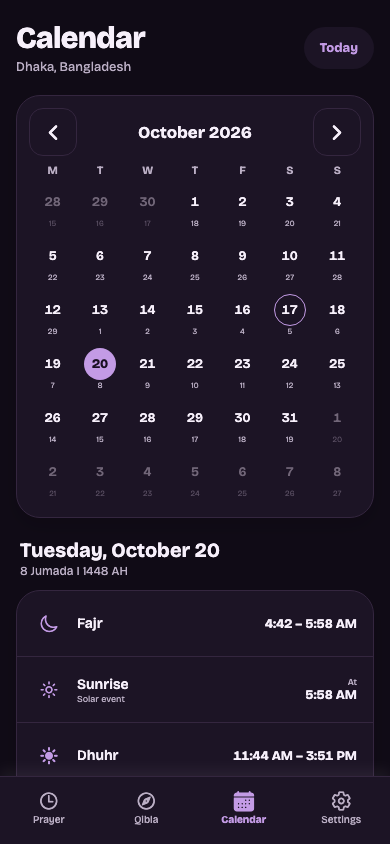 Calendar
Dhaka, Bangladesh
Today
October 2026
M T W T F S S
28 29 30 1 2 3 4
15 16 17 18 19 20 21
5 6 7 8 9 10 11
22 23 24 25 26 27 28
12 13 14 15 16 17 18
29 1 2 3 4 5 6
19 20 21 22 23 24 25
7 8 9 10 11 12 13
26 27 28 29 30 31 1
14 15 16 17 18 19 20
2 3 4 5 6 7 8
21 22 23 24 25 26 27
Tuesday, October 20
8 Jumada I 1448 AH
Fajr 4:42 – 5:58 AM
At
Sunrise 5:58 AM
Solar event
Dhuhr 11:44 AM – 3:51 PM
Prayer Qibla Calendar Settings